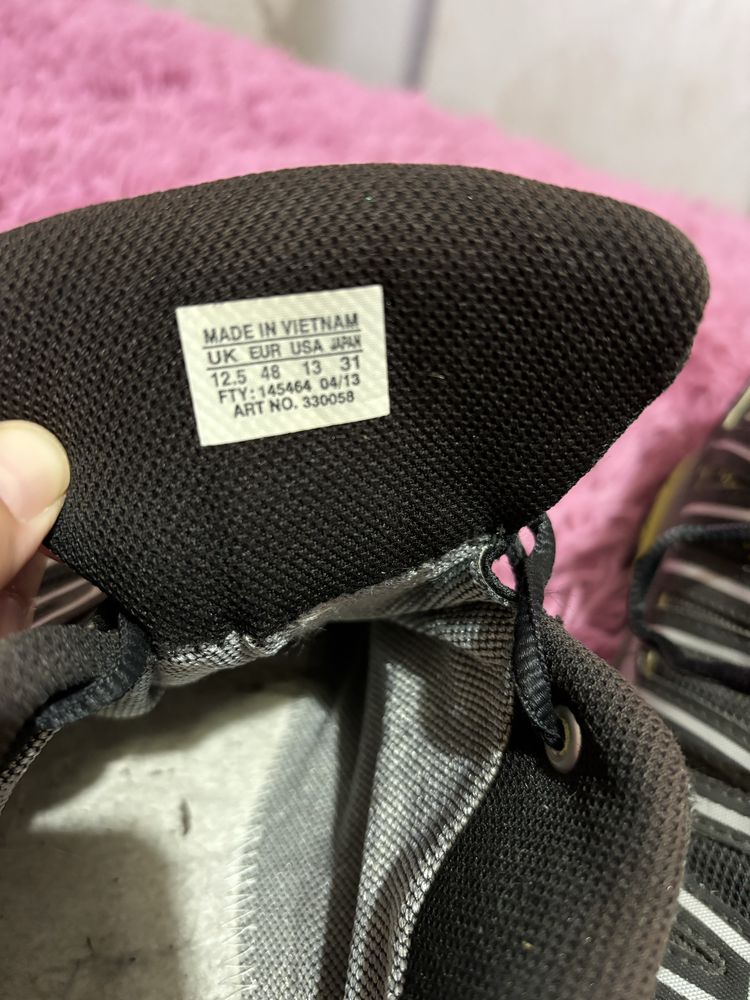 MADE IN VIETNAM
UK EUR USA JAPAN
12.5 48 13 31
FTY: 145464 04/13
ART NO. 330058